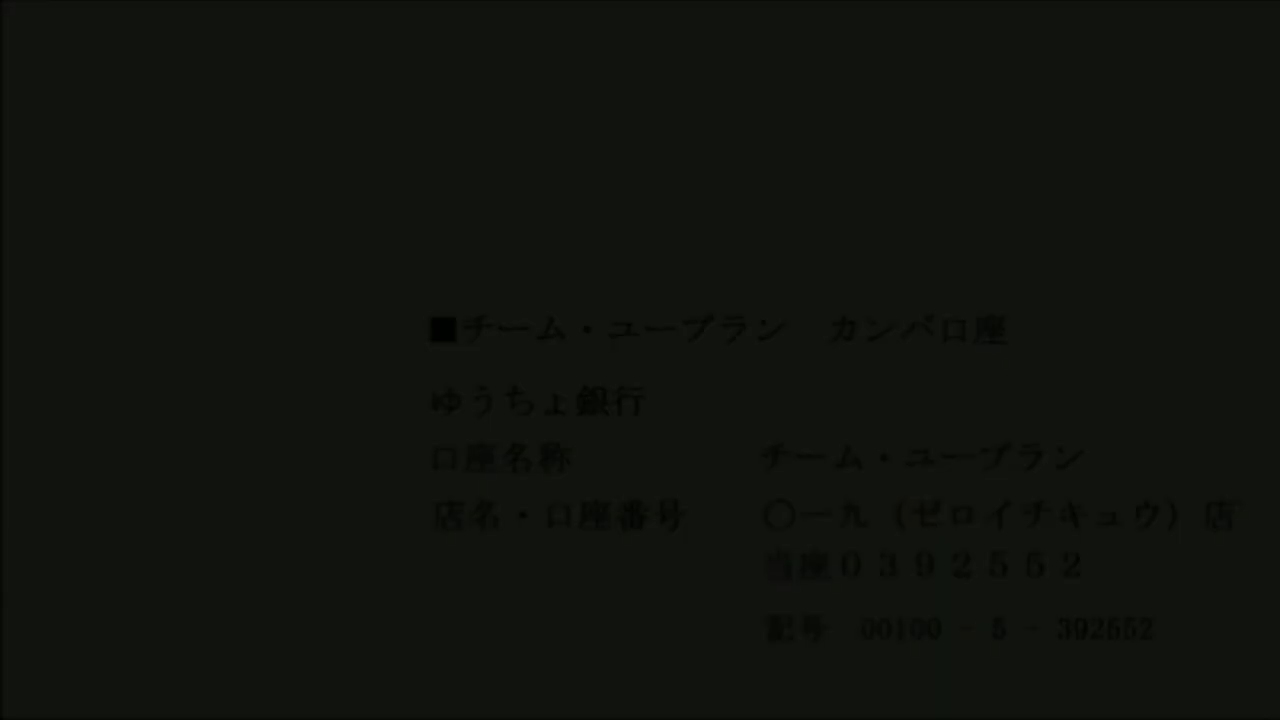 ■チーム・ユープラン　カンパ口座
ゆうちょ銀行
口座名称　チーム・ユープラン
店名・口座番号　〇一九（ゼロイチキュウ）店
当座０３９２５５２
記号　00100 - 5 - 392552